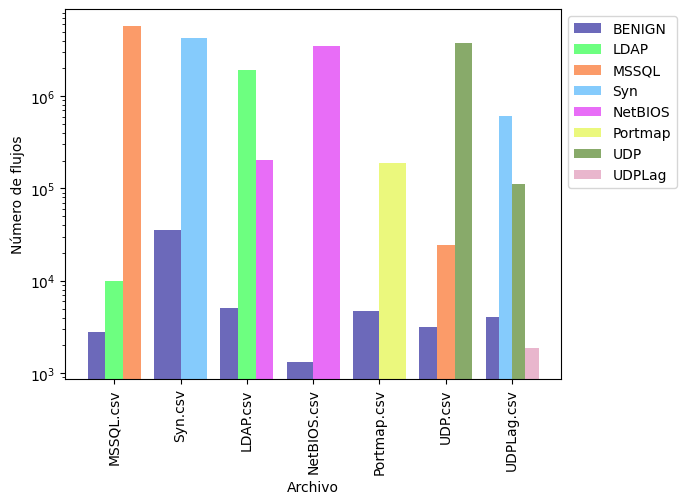 Número de flujos
10^6
10^5
10^4
10^3
MSSQL.csv
Syn.csv
LDAP.csv
NetBIOS.csv
Portmap.csv
UDP.csv
UDPLag.csv
Archivo
BENIGN
LDAP
MSSQL
Syn
NetBIOS
Portmap
UDP
UDPLag